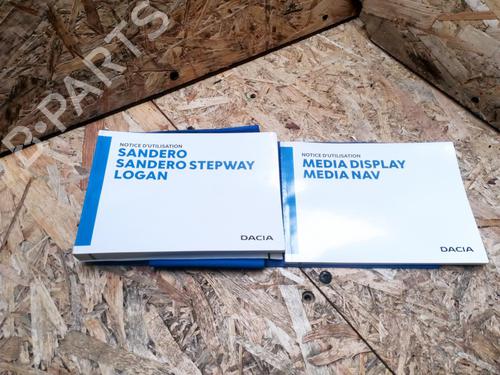 B-PARTS
NOTICE D'UTILISATION
SANDERO
SANDERO STEPWAY
LOGAN
DACIA
NOTICE D'UTILISATION
MEDIA DISPLAY
MEDIA NAV
DACIA